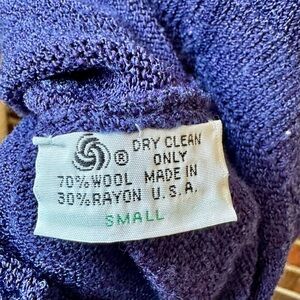 ® DRY CLEAN
ONLY
70% WOOL MADE IN
30% RAYON U.S.A.
SMALL